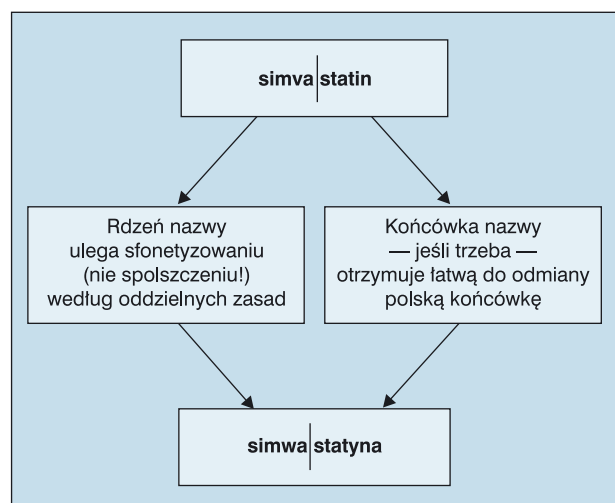 simva|statin
Rdzeń nazwy
ulega sfonetyzowaniu
(nie spolszczeniu!)
według oddzielnych zasad
Końcówka nazwy
— jeśli trzeba —
otrzymuje łatwą do odmiany
polską końcówkę
simwa|statyna